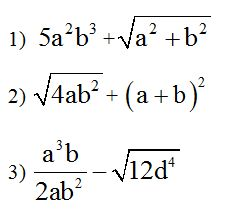 1) 5a²b³ + √(a² + b²)
2) √(4ab²) + (a + b)²
3) a³b/2ab² − √(12d⁴)